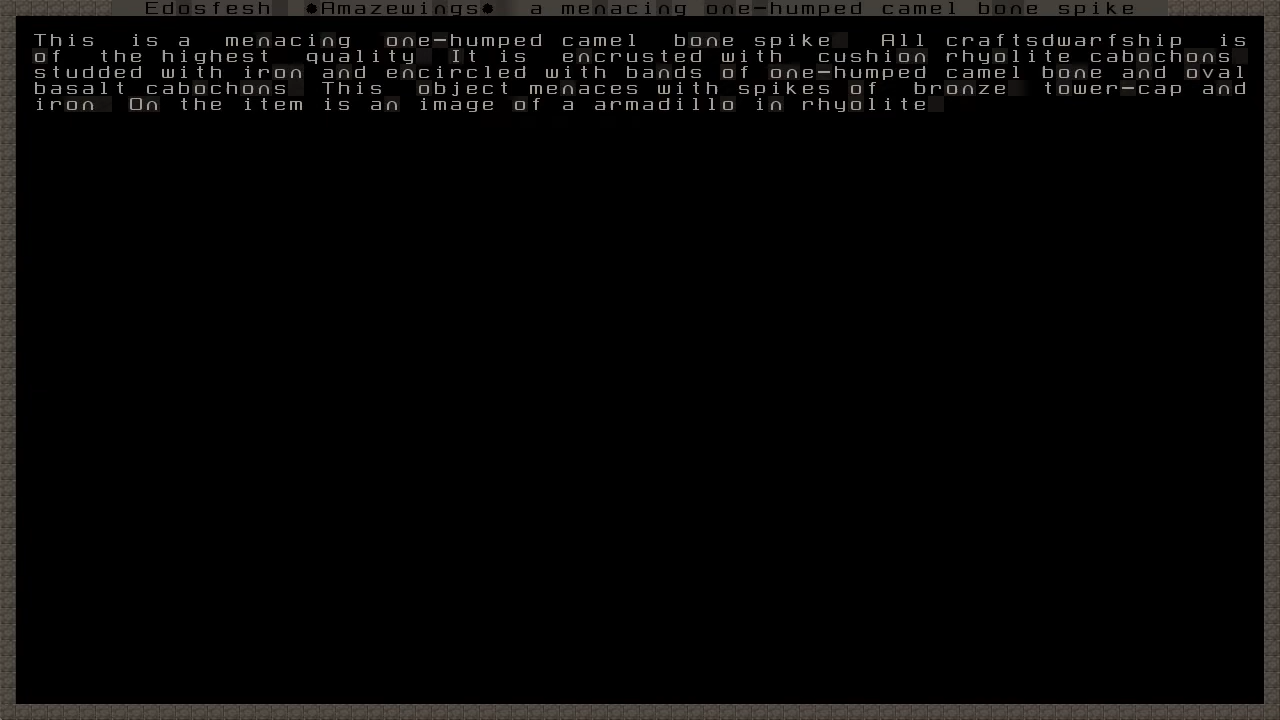 Edosfesh ✹Amazewings✹ a menacing one-humped camel bone spike
This is a menacing one-humped camel bone spike All craftsdwarfship is
of the highest quality It is encrusted with cushion rhyolite cabochons
studded with iron and encircled with bands of one-humped camel bone and oval
basalt cabochons This object menaces with spikes of bronze tower-cap and
iron On the item is an image of a armadillo in rhyolite